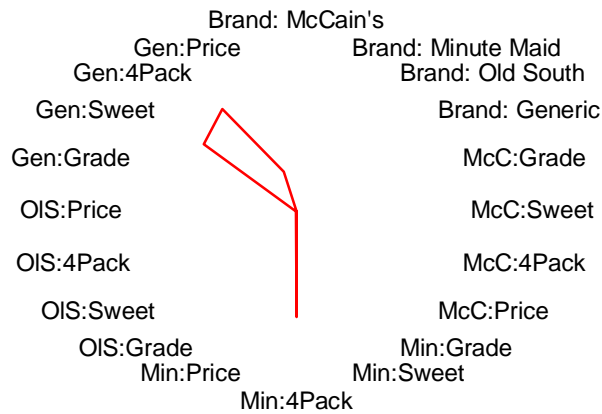 Brand: McCain's
Gen:Price
Brand: Minute Maid
Gen:4Pack
Brand: Old South
Gen:Sweet
Brand: Generic
Gen:Grade
McC:Grade
OlS:Price
McC:Sweet
OlS:4Pack
McC:4Pack
OlS:Sweet
McC:Price
OlS:Grade
Min:Grade
Min:Price
Min:Sweet
Min:4Pack